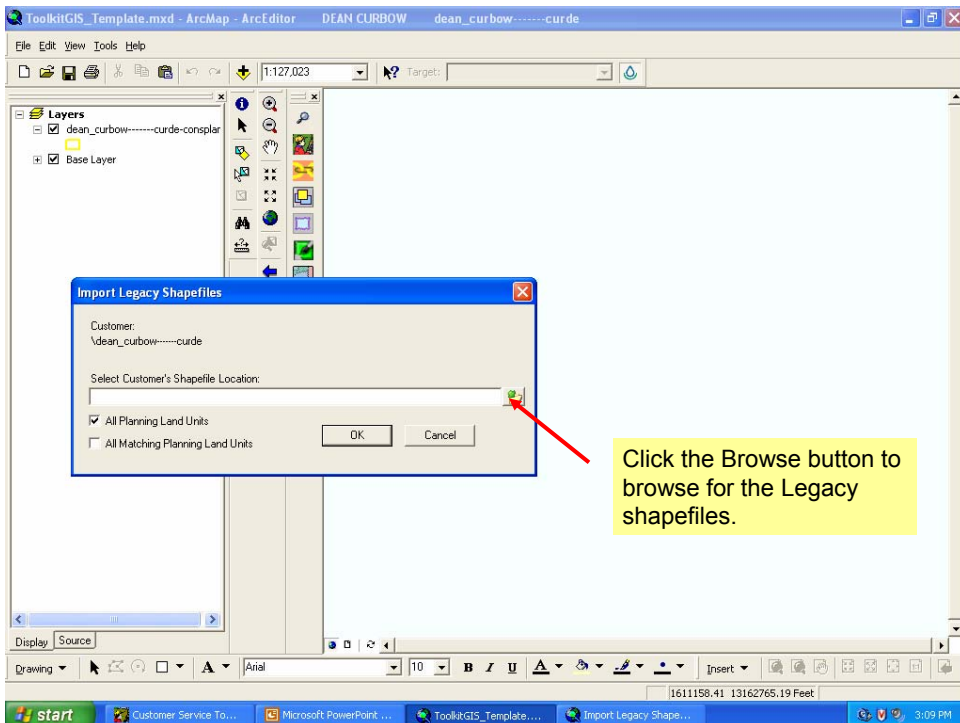 ToolkitGIS_Template.mxd - ArcMap - ArcEditor DEAN CURBOW dean_curbow-------curde
File Edit View Tools Help
1:127,023 Target:
Layers
dean_curbow-------curde-consplar
Base Layer
Import Legacy Shapefiles
Customer:
\dean_curbow-------curde
Select Customer's Shapefile Location:
All Planning Land Units
All Matching Planning Land Units
OK Cancel
Click the Browse button to
browse for the Legacy
shapefiles.
Display Source
Drawing A Arial 10 B I U A Insert
1611158.41 13162765.19 Feet
start Customer Service To... Microsoft PowerPoint ... ToolkitGIS_Template.... Import Legacy Shape... 3:09 PM